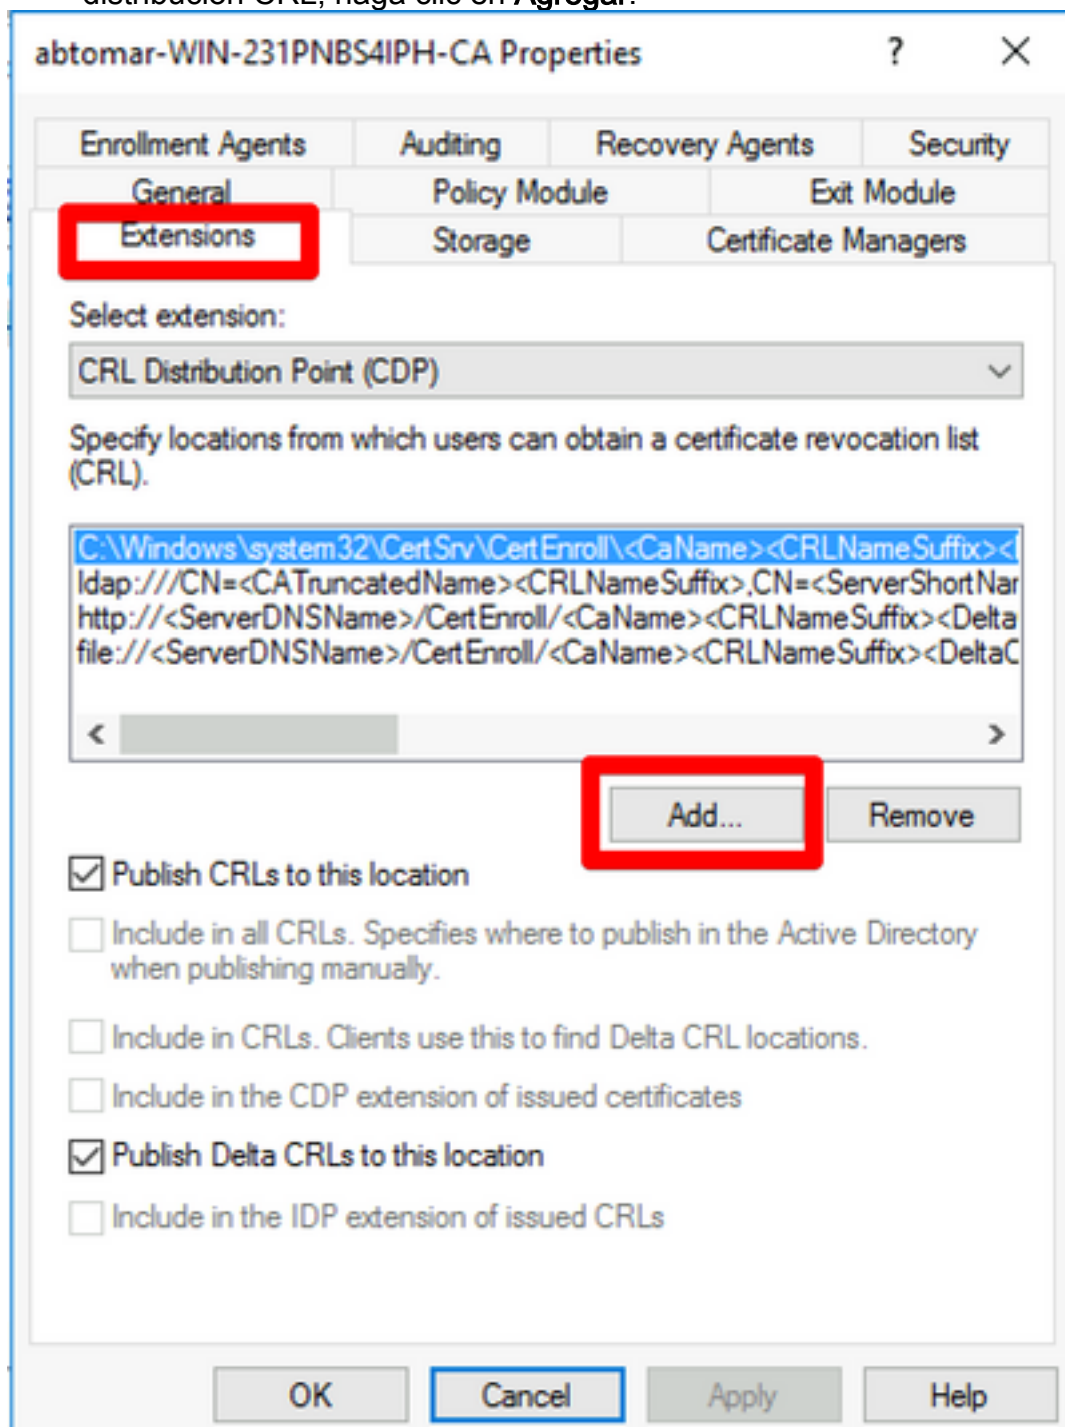 distribución CRL, haga clic en Agregar.
abtomar-WIN-231PNBS4IPH-CA Properties ? ×
Enrollment Agents Auditing Recovery Agents Security
General Policy Module Exit Module
Extensions Storage Certificate Managers
Select extension:
CRL Distribution Point (CDP)
Specify locations from which users can obtain a certificate revocation list
(CRL).
C:\Windows\system32\CertSrv\CertEnroll\<CaName><CRLNameSuffix><
ldap:///CN=<CATruncatedName><CRLNameSuffix>,CN=<ServerShortNar
http://<ServerDNSName>/CertEnroll/<CaName><CRLNameSuffix><Delta
file://<ServerDNSName>/CertEnroll/<CaName><CRLNameSuffix><DeltaC
Add... Remove
Publish CRLs to this location
Include in all CRLs. Specifies where to publish in the Active Directory
when publishing manually.
Include in CRLs. Clients use this to find Delta CRL locations.
Include in the CDP extension of issued certificates
Publish Delta CRLs to this location
Include in the IDP extension of issued CRLs
OK Cancel Apply Help